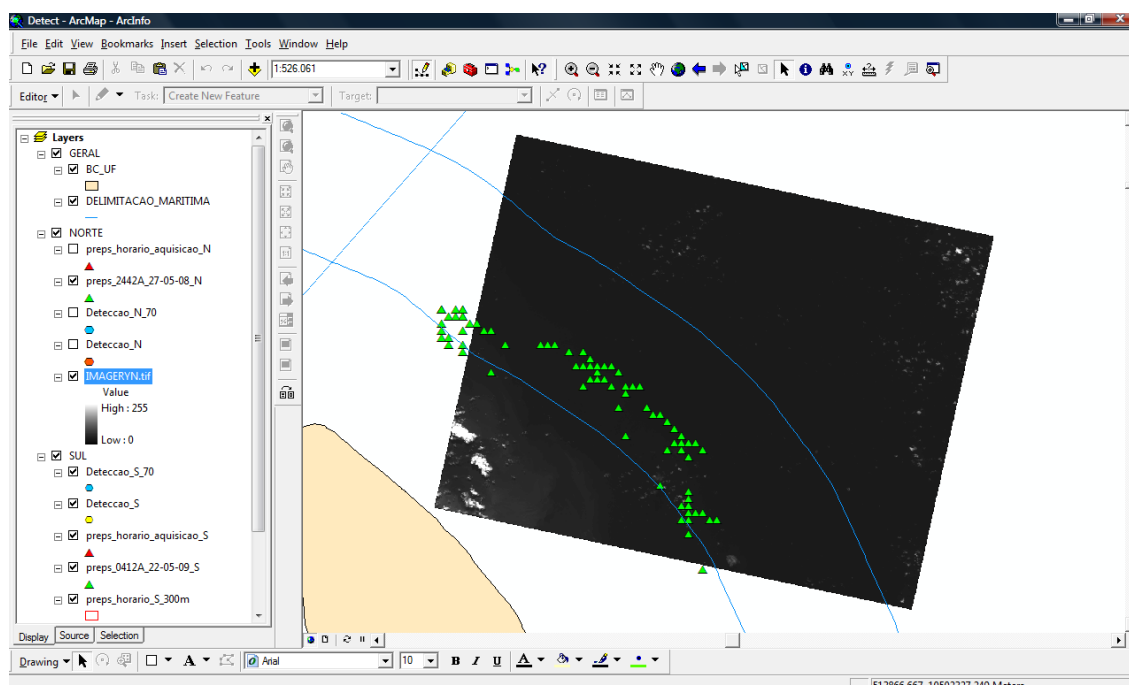 Detect - ArcMap - ArcInfo
File Edit View Bookmarks Insert Selection Tools Window Help
1:526.061
Editor Task: Create New Feature Target:
Layers
GERAL
BC_UF
DELIMITACAO_MARITIMA
NORTE
preps_horario_aquisicao_N
preps_2442A_27-05-08_N
Deteccao_N_70
Deteccao_N
IMAGERYN.tif
Value
High : 255
Low : 0
SUL
Deteccao_S_70
Deteccao_S
preps_horario_aquisicao_S
preps_0412A_22-05-09_S
preps_horario_S_300m
Display Source Selection
Drawing A Arial 10 B I U A